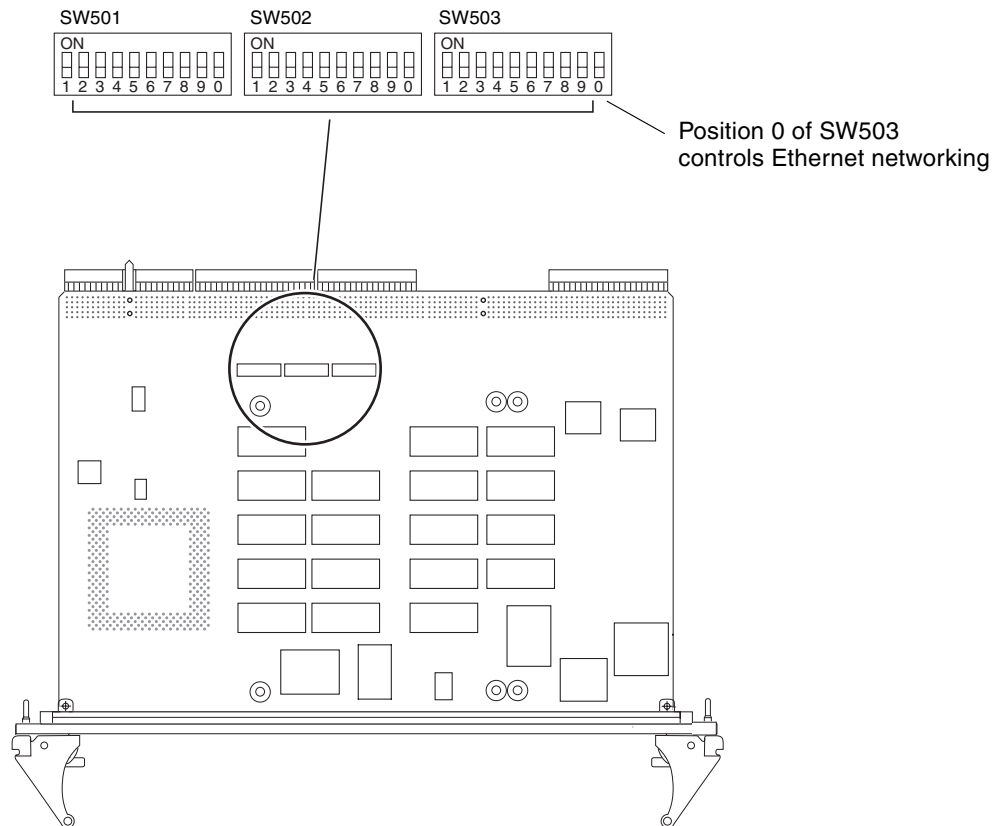 SW501 SW502 SW503
ON ON ON
1 2 3 4 5 6 7 8 9 0 1 2 3 4 5 6 7 8 9 0 1 2 3 4 5 6 7 8 9 0
Position 0 of SW503
controls Ethernet networking